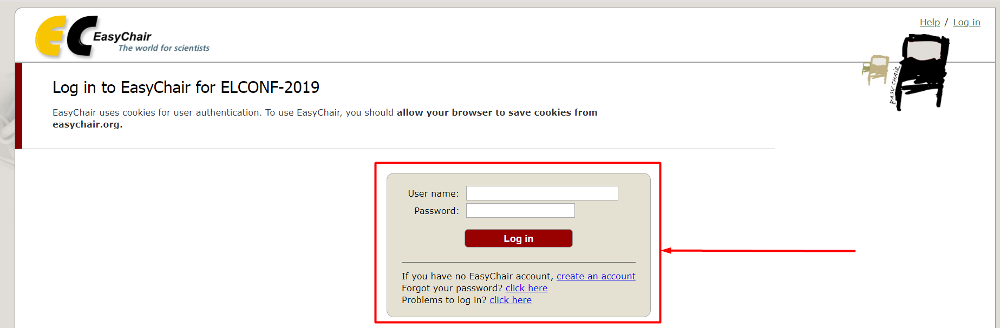 Help / Log in
EC EasyChair
The world for scientists
EASY CHAIR
Log in to EasyChair for ELCONF-2019
EasyChair uses cookies for user authentication. To use EasyChair, you should allow your browser to save cookies from
easychair.org.
User name:
Password:
Log in
If you have no EasyChair account, create an account
Forgot your password? click here
Problems to log in? click here